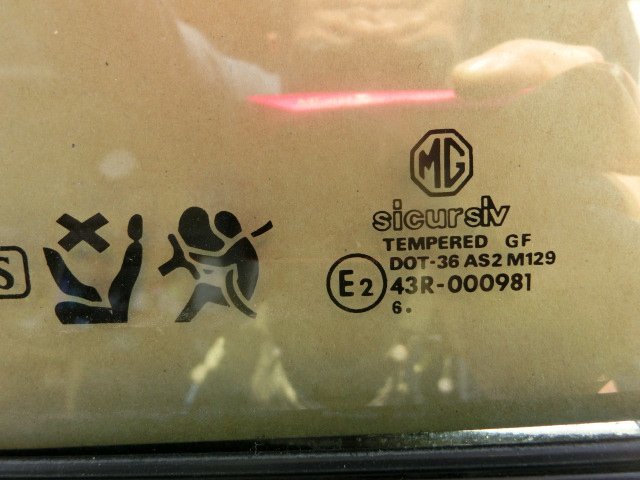 MG
sicursiv
TEMPERED GF
DOT-36 AS2 M129
E2
43R-000981
6.
S